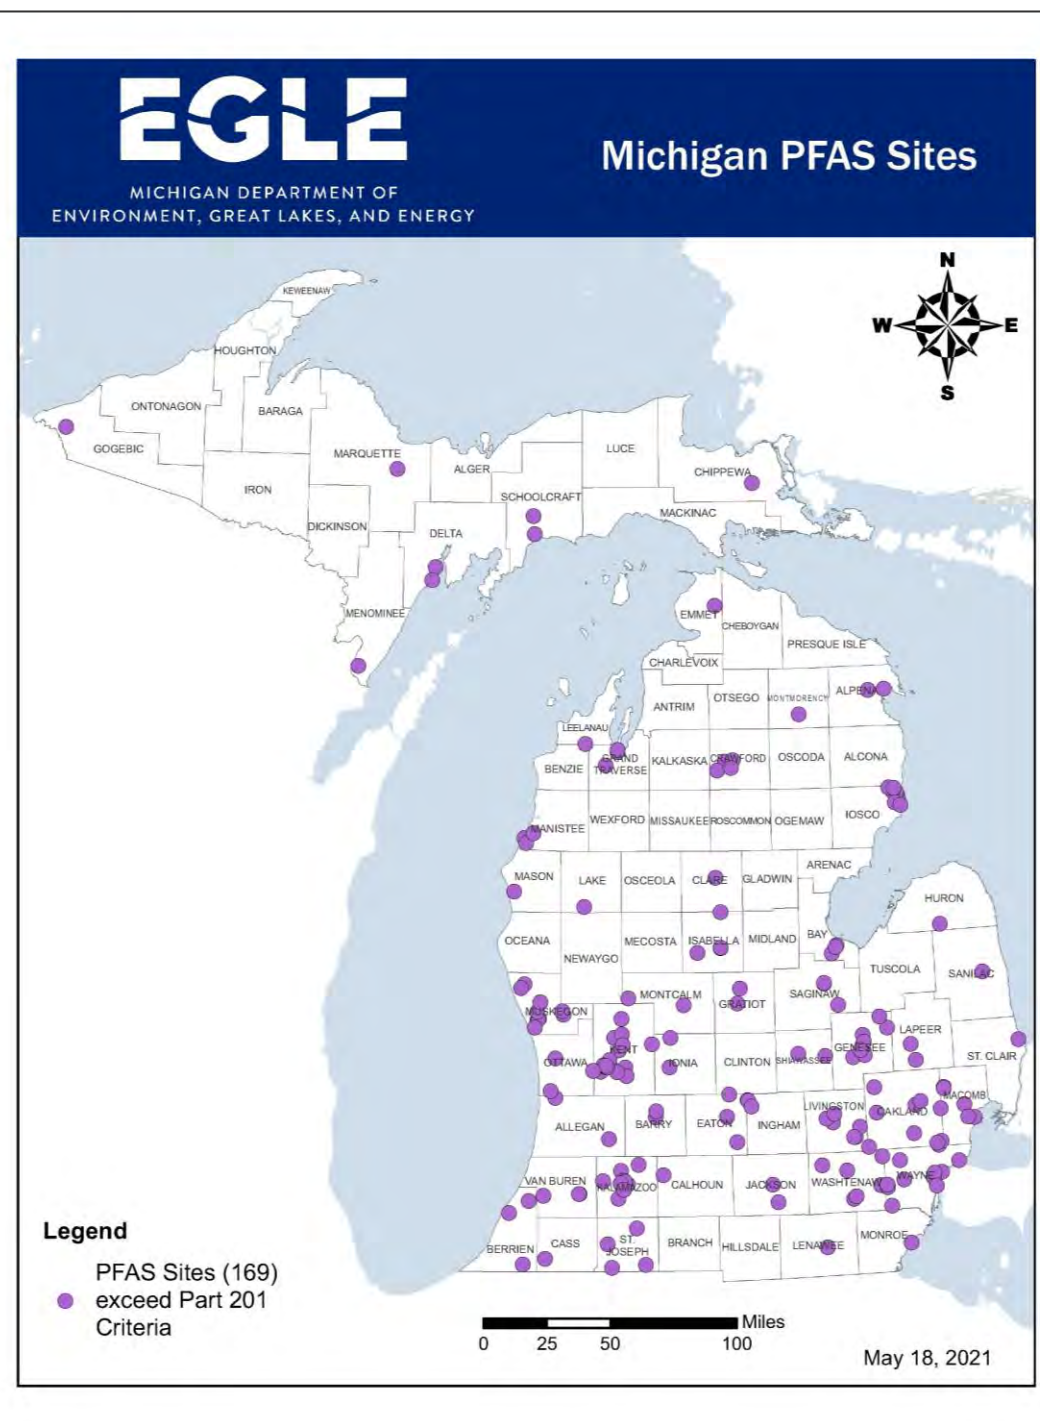 EGLE
MICHIGAN DEPARTMENT OF
ENVIRONMENT, GREAT LAKES, AND ENERGY
Michigan PFAS Sites
N
W
E
S
KEWEENAW
HOUGHTON
ONTONAGON
BARAGA
GOGEBIC
MARQUETTE
ALGER
LUCE
CHIPPEWA
IRON
SCHOOLCRAFT
MACKINAC
DICKINSON
DELTA
MENOMINEE
EMMET
CHEBOYGAN
PRESQUE ISLE
CHARLEVOIX
ANTRIM
OTSEGO
MONTMORENCY
ALPENA
LEELANAU
BENZIE
GRAND
TRAVERSE
KALKASKA
CRAWFORD
OSCODA
ALCONA
MANISTEE
WEXFORD
MISSAUKEE
ROSCOMMON
OGEMAW
IOSCO
MASON
LAKE
OSCEOLA
CLARE
GLADWIN
ARENAC
HURON
OCEANA
NEWAYGO
MECOSTA
ISABELLA
MIDLAND
BAY
TUSCOLA
SANILAC
MUSKEGON
MONTCALM
GRATIOT
SAGINAW
LAPEER
ST. CLAIR
OTTAWA
KENT
IONIA
CLINTON
SHIAWASSEE
GENESEE
ALLEGAN
BARRY
EATON
INGHAM
LIVINGSTON
OAKLAND
MACOMB
VAN BUREN
KALAMAZOO
CALHOUN
JACKSON
WASHTENAW
WAYNE
BERRIEN
CASS
ST.
JOSEPH
BRANCH
HILLSDALE
LENAWEE
MONROE
Legend
PFAS Sites (169)
exceed Part 201
Criteria
Miles
0 25 50 100
May 18, 2021